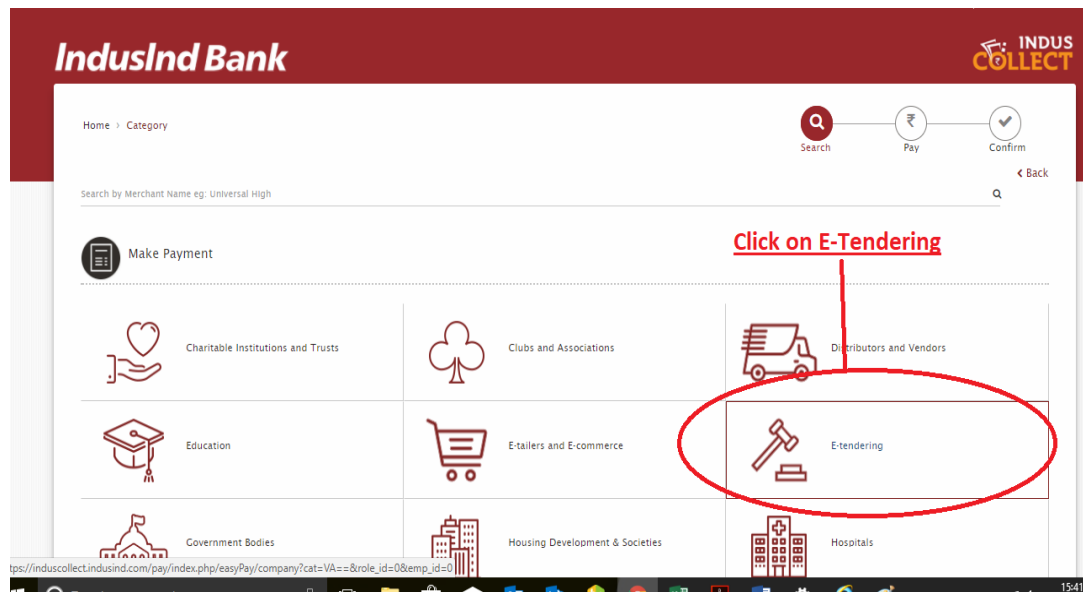 IndusInd Bank
INDUS
COLLECT
Home › Category
Search
Pay
Confirm
‹ Back
Search by Merchant Name eg: Universal High
Make Payment
Click on E-Tendering
Charitable Institutions and Trusts
Clubs and Associations
Distributors and Vendors
Education
E-tailers and E-commerce
E-tendering
Government Bodies
Housing Development & Societies
Hospitals
tps://induscollect.indusind.com/pay/index.php/easyPay/company?cat=VA==&role_id=0&emp_id=0
15:41